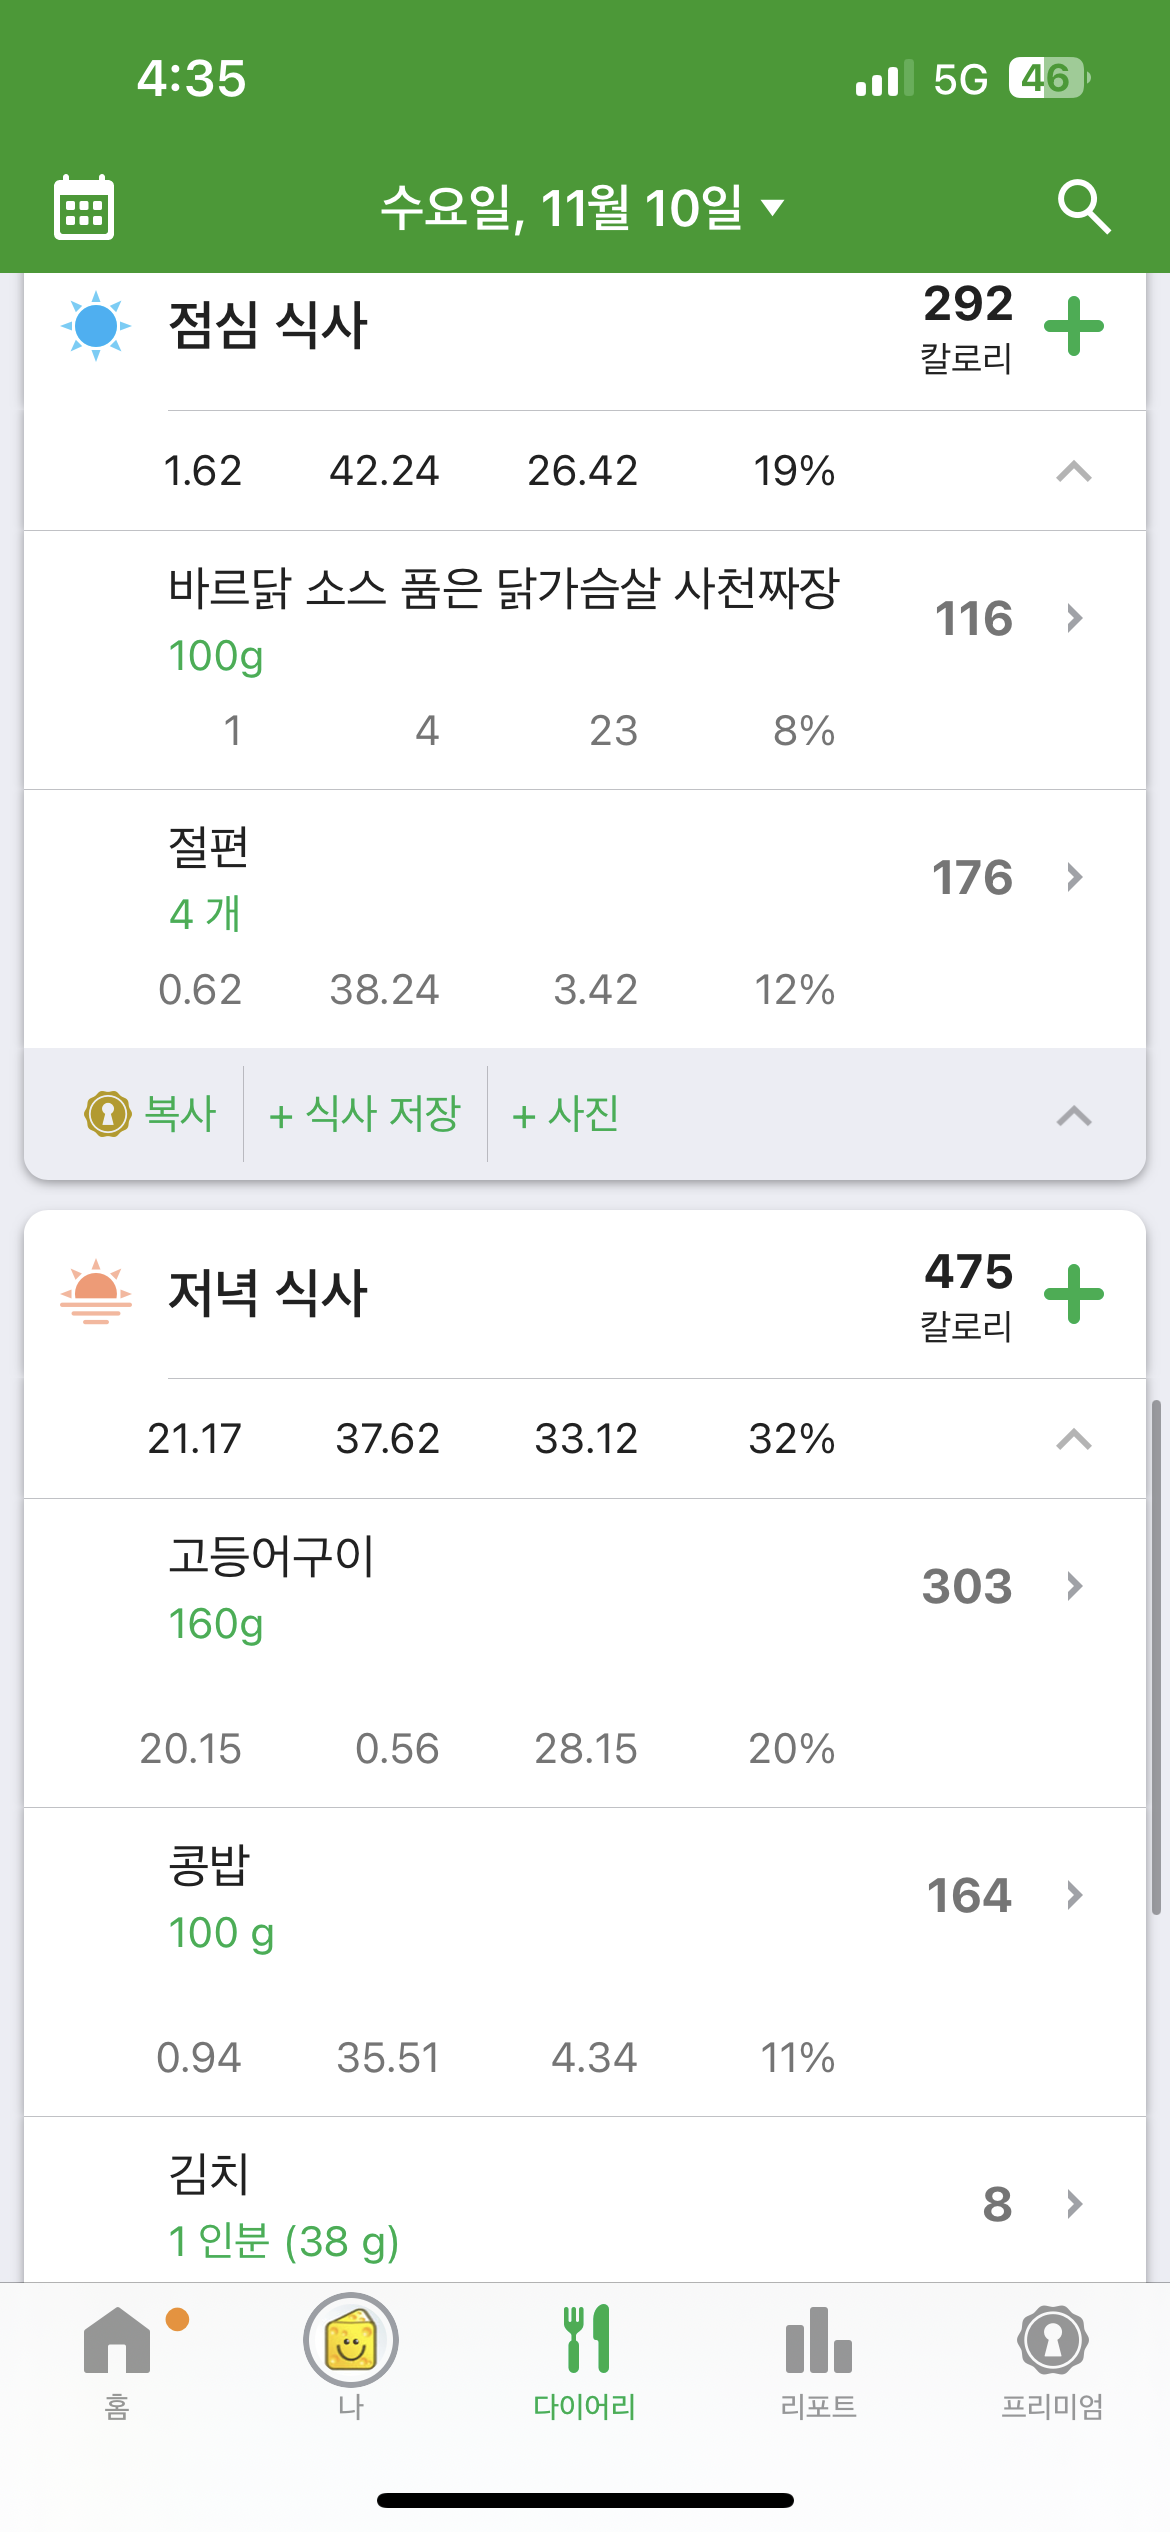 4:35
5G 46
수요일, 11월 10일
점심 식사
292
칼로리
1.62 42.24 26.42 19%
바르닭 소스 품은 닭가슴살 사천짜장
116
100g
1 4 23 8%
절편
176
4 개
0.62 38.24 3.42 12%
복사 + 식사 저장 + 사진
저녁 식사
475
칼로리
21.17 37.62 33.12 32%
고등어구이
303
160g
20.15 0.56 28.15 20%
콩밥
164
100 g
0.94 35.51 4.34 11%
김치
8
1 인분 (38 g)
홈 나 다이어리 리포트 프리미엄